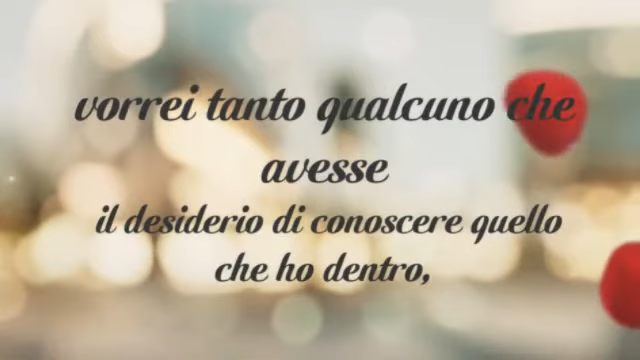 vorrei tanto qualcuno che
avesse
il desiderio di conoscere quello
che ho dentro,